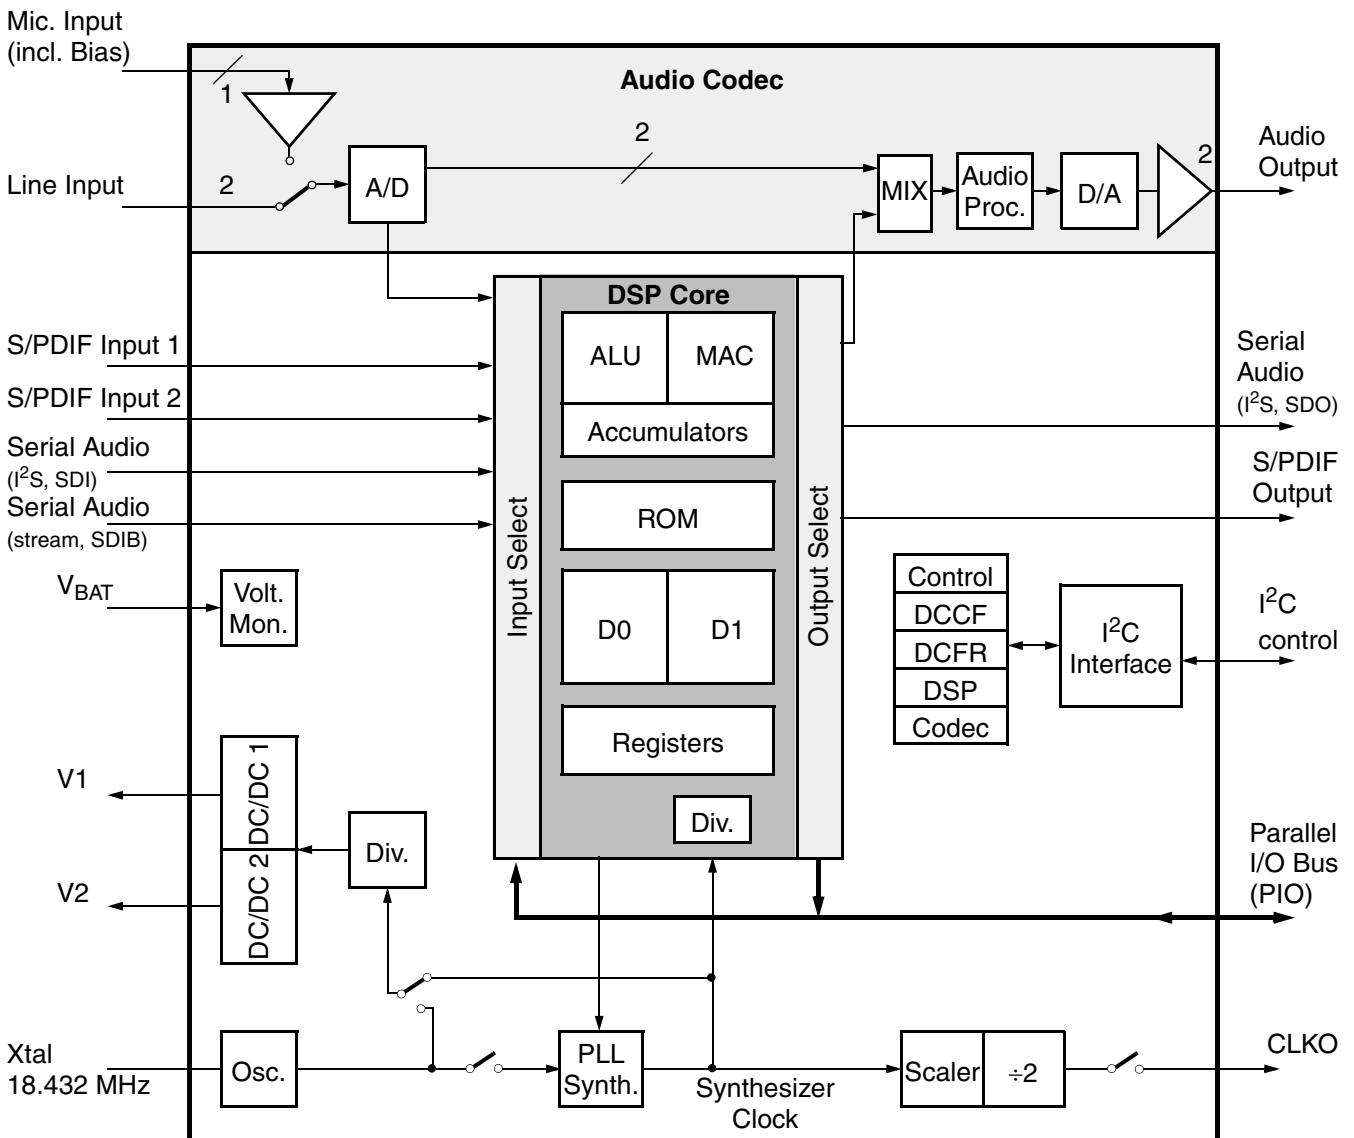 Mic. Input
(incl. Bias)
1
Audio Codec
2
Line Input
2
A/D
MIX
Audio
Proc.
D/A
2
Audio
Output
DSP Core
ALU
MAC
Accumulators
ROM
D0
D1
Registers
Div.
Input Select
Output Select
S/PDIF Input 1
S/PDIF Input 2
Serial Audio
(I²S, SDI)
Serial Audio
(stream, SDIB)
Serial
Audio
(I²S, SDO)
S/PDIF
Output
V_BAT
Volt.
Mon.
Control
DCCF
DCFR
DSP
Codec
I²C
Interface
I²C
control
V1
V2
DC/DC 1
DC/DC 2
Div.
Parallel
I/O Bus
(PIO)
Xtal
18.432 MHz
Osc.
PLL
Synth.
Synthesizer
Clock
Scaler
÷2
CLKO